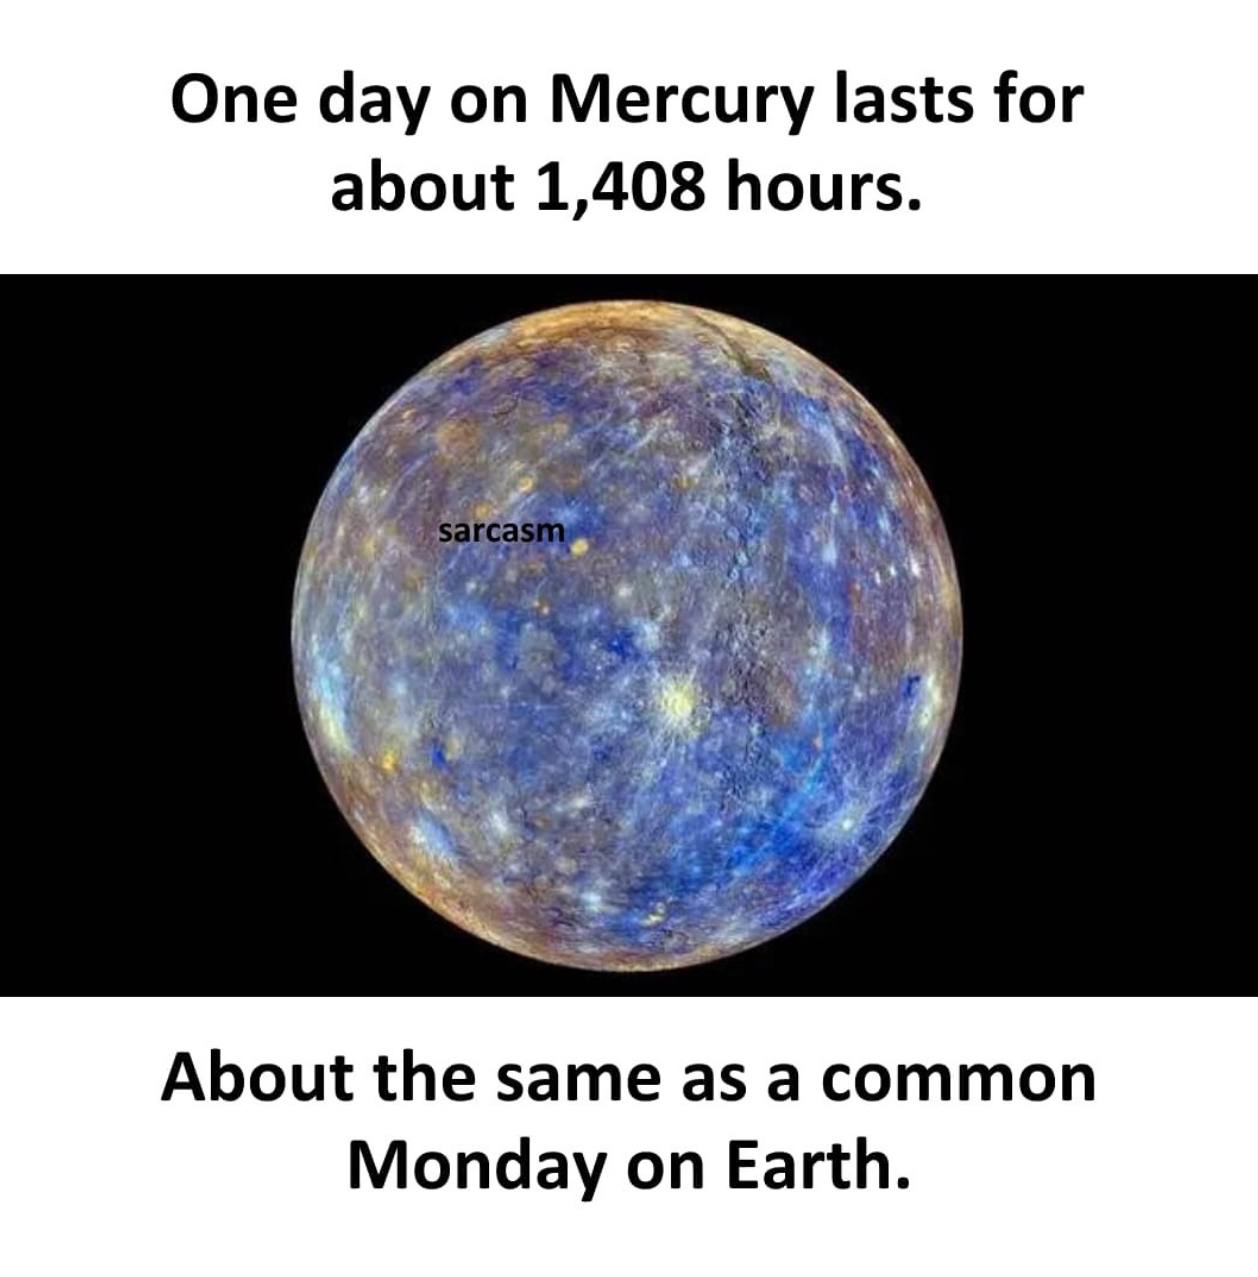 One day on Mercury lasts for
about 1,408 hours.
sarcasm
About the same as a common
Monday on Earth.